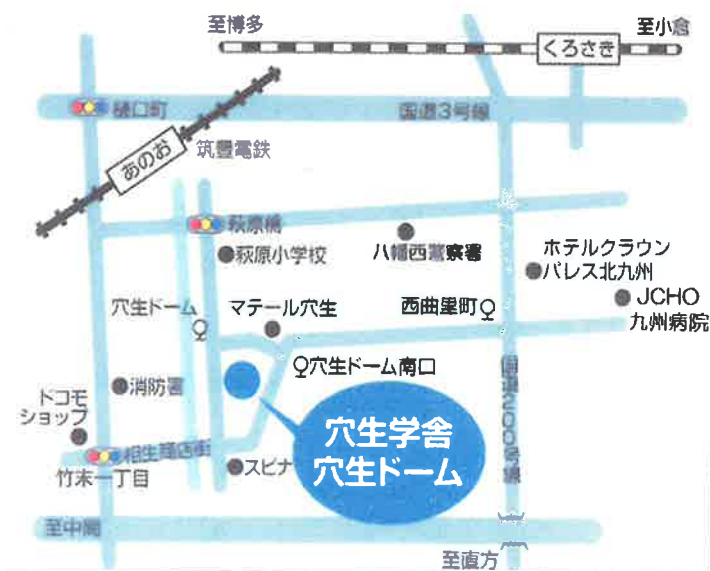 至博多
至小倉
くろさき
樋口町
国道3号線
あのお
筑豊電鉄
萩原橋
萩原小学校
八幡西警察署
ホテルクラウン
パレス北九州
JCHO
九州病院
穴生ドーム
マテール穴生
西曲里町
穴生ドーム南口
消防署
ドコモ
ショップ
国道200号線
穴生学舎
穴生ドーム
相生商店街
スピナ
竹末一丁目
至中間
至直方